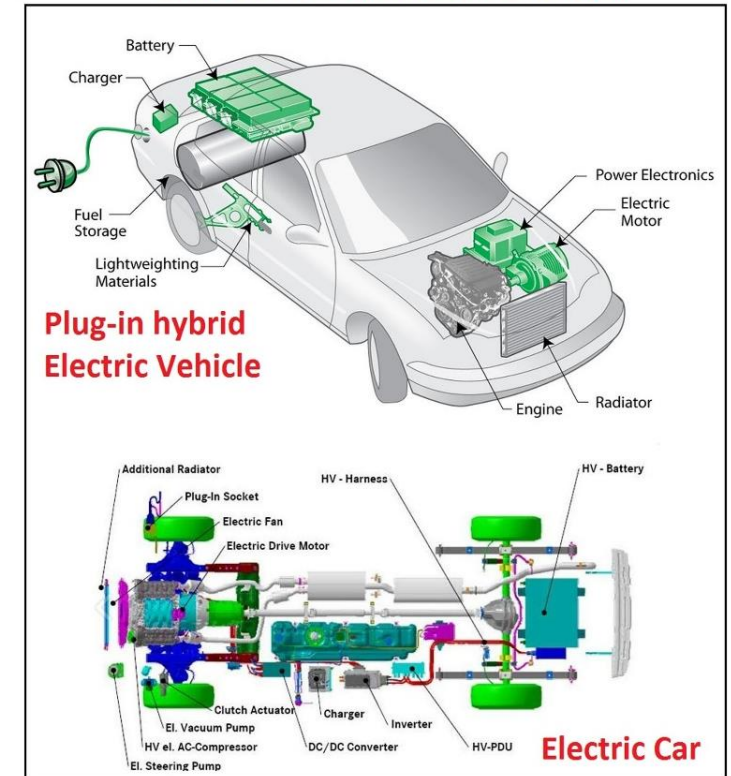 Battery
Charger
Power Electronics
Electric
Motor
Fuel
Storage
Lightweighting
Materials
Plug-in hybrid
Electric Vehicle
Engine
Radiator
Additional Radiator
HV - Harness
HV - Battery
Plug-In Socket
Electric Fan
Electric Drive Motor
Clutch Actuator
Charger
Inverter
El. Vacuum Pump
HV el. AC-Compressor
DC/DC Converter
HV-PDU
Electric Car
El. Steering Pump